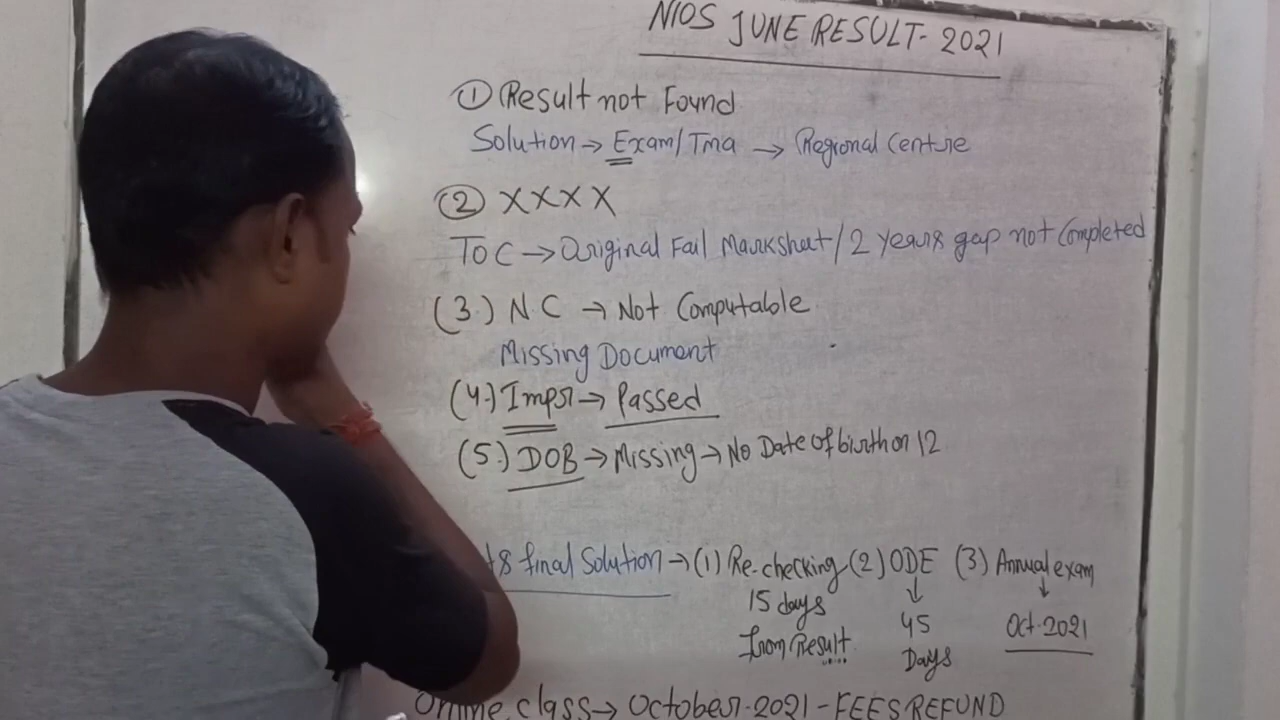 NIOS JUNE RESULT- 2021
① Result not Found
Solution → Exam/Tma → Regional Centre
② XXXX
TOC → Original Fail Marksheet / 2 years gap not Completed
(3.) NC → Not Computable
Missing Document
(4.) Impr → Passed
(5.) DOB → Missing → No Date of birth on 12
final Solution → (1) Re-checking (2) ODE (3) Annual exam
15 days ↓ ↓
from Result 45 Oct-2021
Days
Online class → October-2021 - FEES REFUND